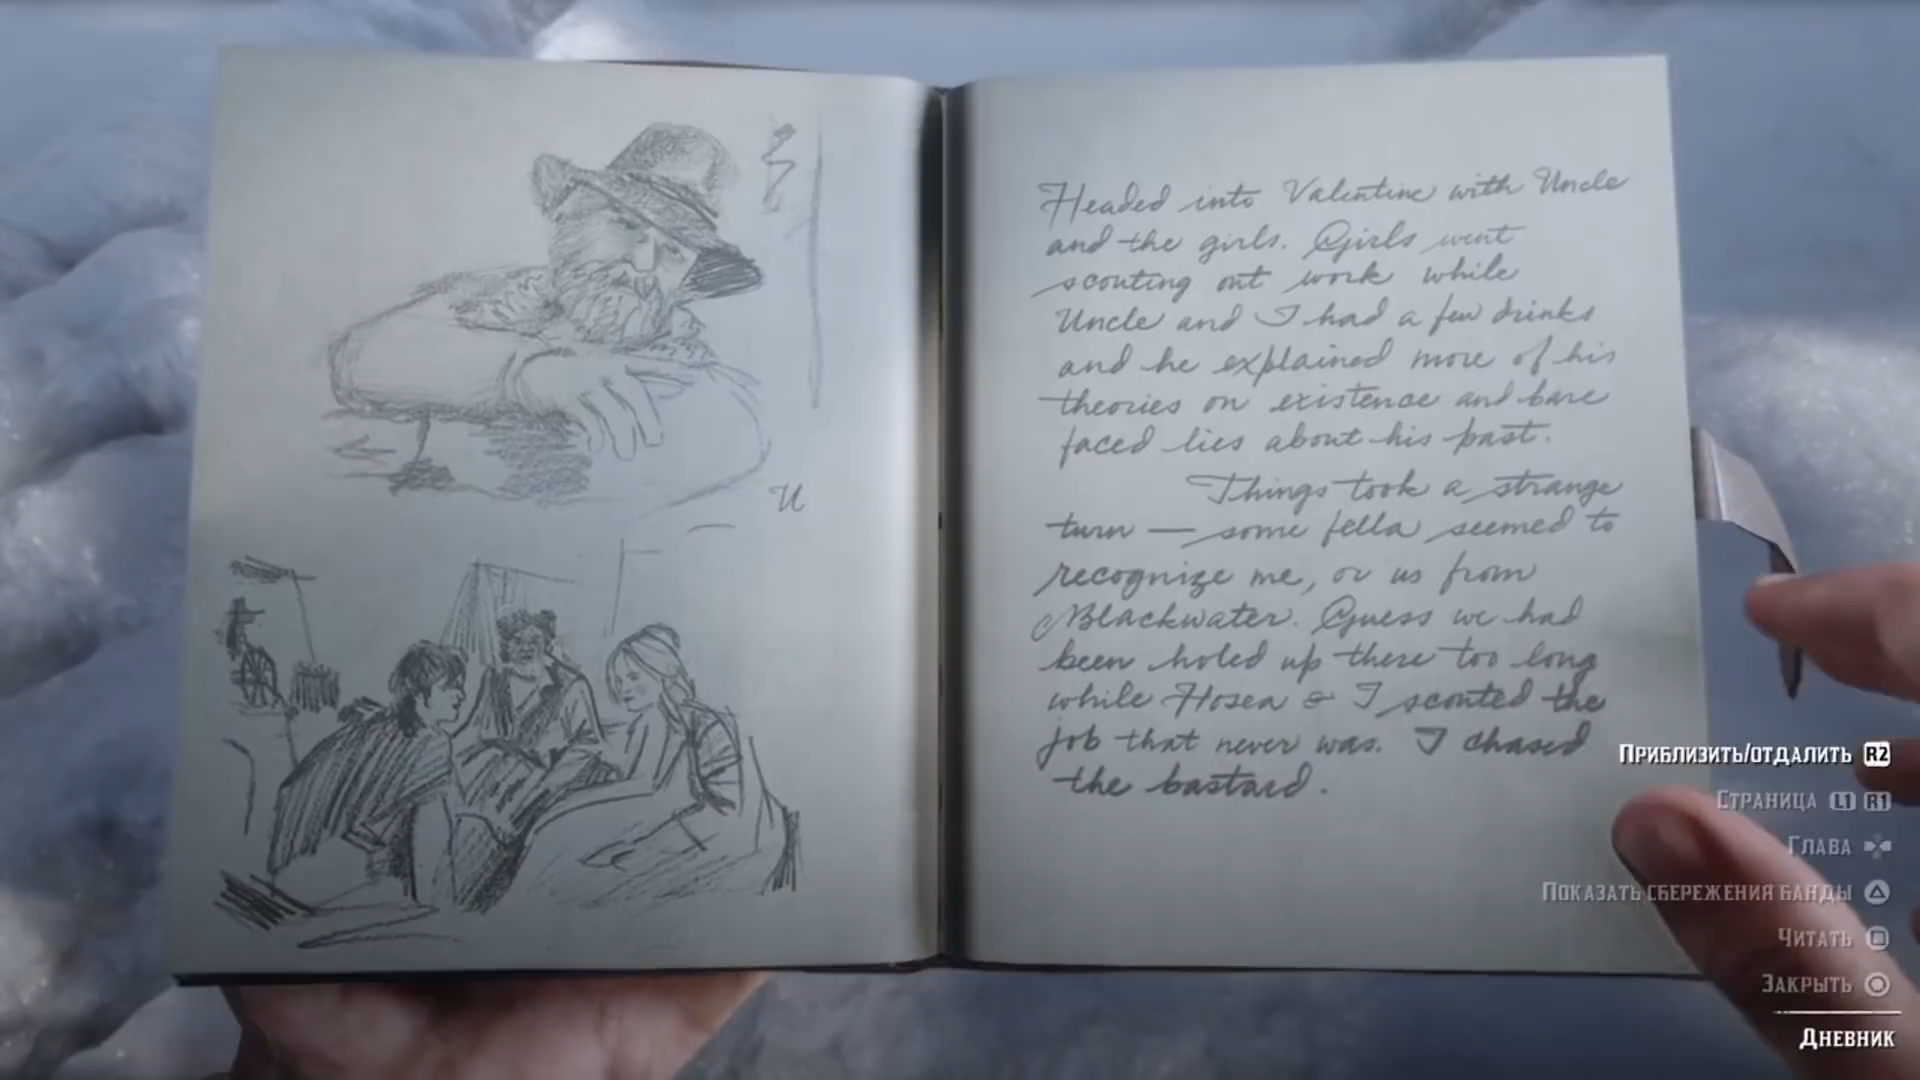 U
Headed into Valentine with Uncle
and the girls. Girls went
scouting out work while
Uncle and I had a few drinks
and he explained more of his
theories on existence and bare
faced lies about his past.
Things took a strange
turn — some fella seemed to
recognize me, or us from
Blackwater. Guess we had
been holed up there too long
while Hosea & I scouted the
job that never was. I chased
the bastard.
Приблизить/отдалить R2
Страница L1 R1
Глава
Показать сбережения банды
Читать
Закрыть
Дневник